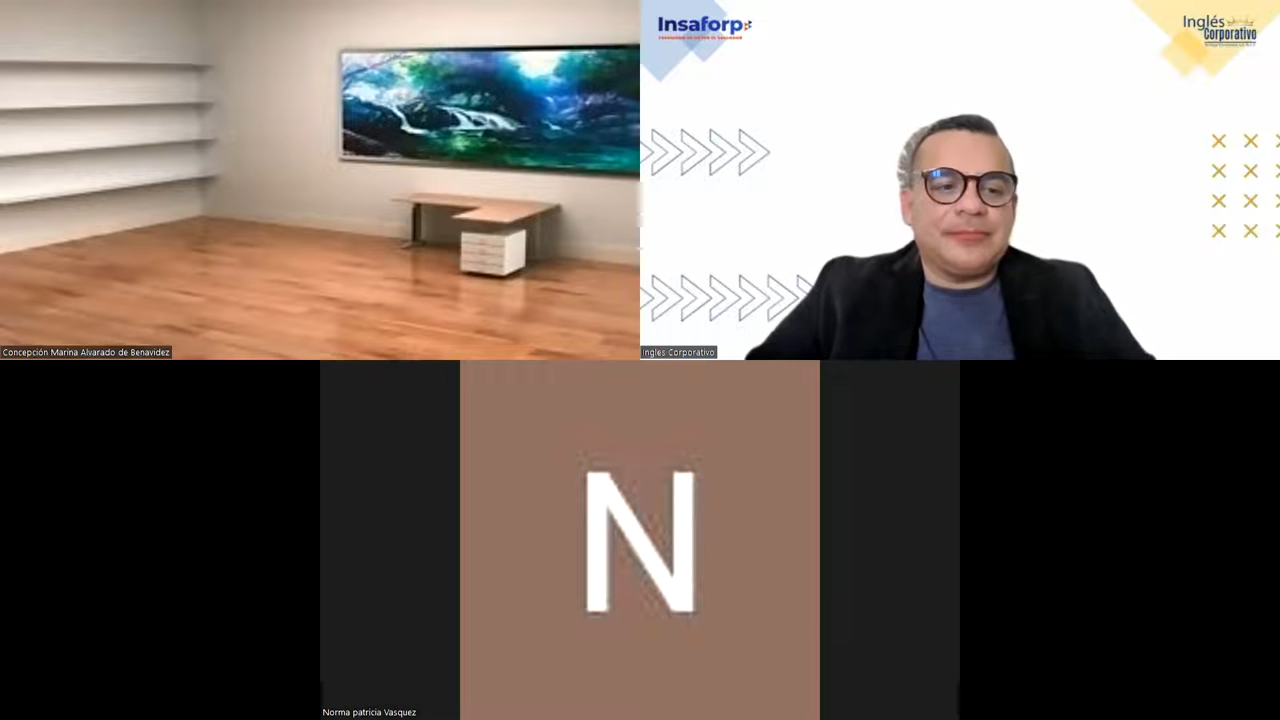 Insaforp
Inglés
Corporativo
Concepción Marina Alvarado de Benavidez
Ingles Corporativo
N
Norma patricia Vasquez